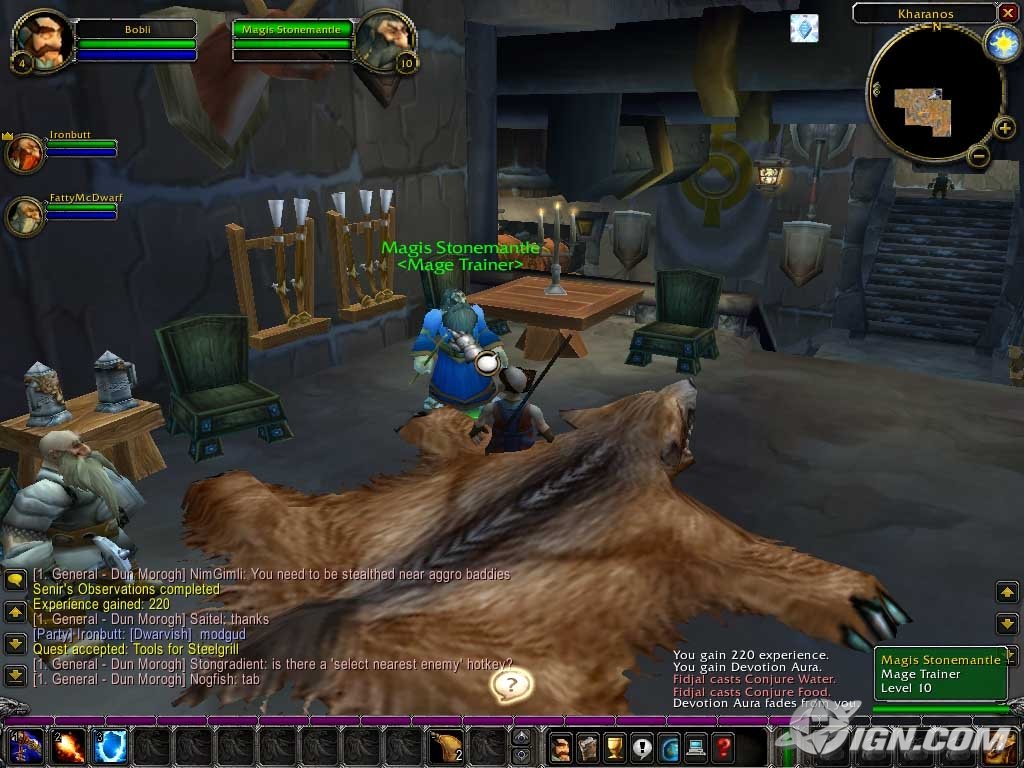 Bobli
4
Magis Stonemantle
10
Kharanos
N
Ironbutt
FattyMcDwarf
Magis Stonemantle
<Mage Trainer>
[1. General - Dun Morogh] NimGimli: You need to be stealthed near aggro baddies
Senir's Observations completed
Experience gained: 220
[1. General - Dun Morogh] Saitel: thanks
[Party] Ironbutt: [Dwarvish] modgud
Quest accepted: Tools for Steelgrill
[1. General - Dun Morogh] Stongradient: is there a 'select nearest enemy' hotkey?
[1. General - Dun Morogh] Nogfish: tab
You gain 220 experience.
You gain Devotion Aura.
Fidjal casts Conjure Water.
Fidjal casts Conjure Food.
Devotion Aura fades from you.
Magis Stonemantle
Mage Trainer
Level 10
?
1
2
3
2
!
?
IGN.COM